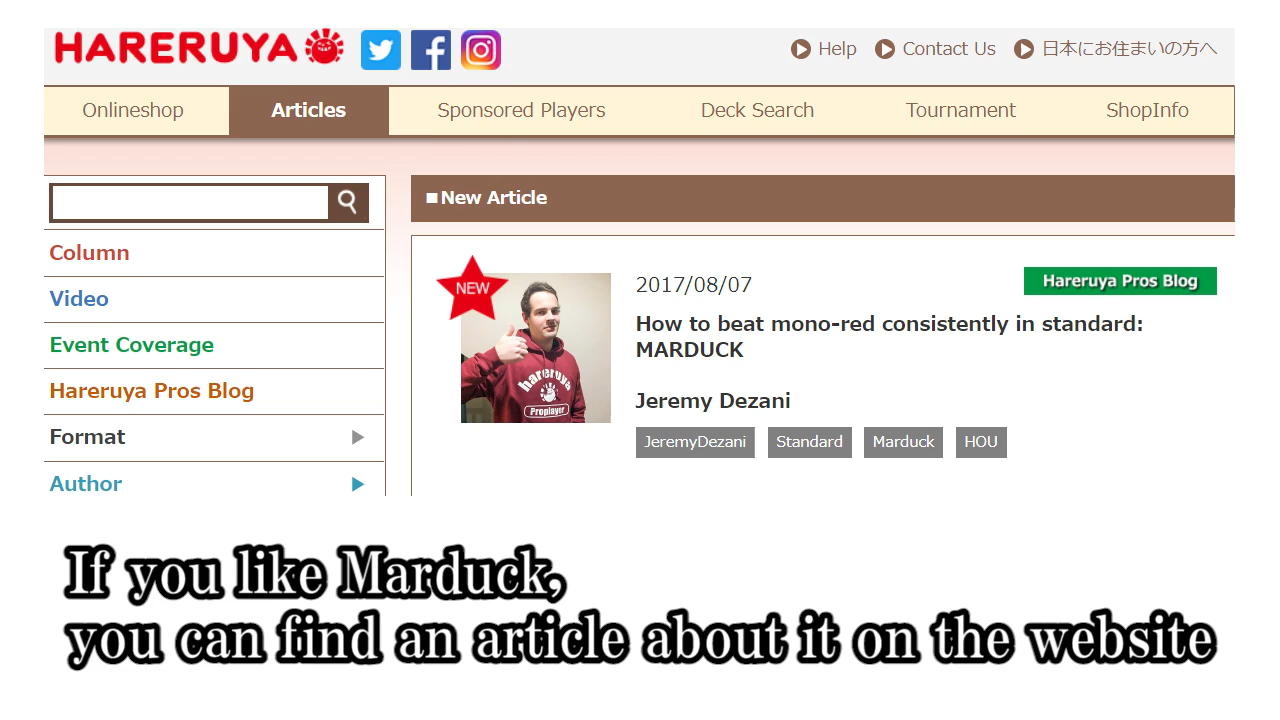 HARERUYA
Help
Contact Us
日本にお住まいの方へ
Onlineshop
Articles
Sponsored Players
Deck Search
Tournament
ShopInfo
■New Article
Column
Video
Event Coverage
Hareruya Pros Blog
Format
Author
NEW
hareruya
Proplayer
2017/08/07
Hareruya Pros Blog
How to beat mono-red consistently in standard:
MARDUCK
Jeremy Dezani
JeremyDezani
Standard
Marduck
HOU
If you like Marduck,
you can find an article about it on the website